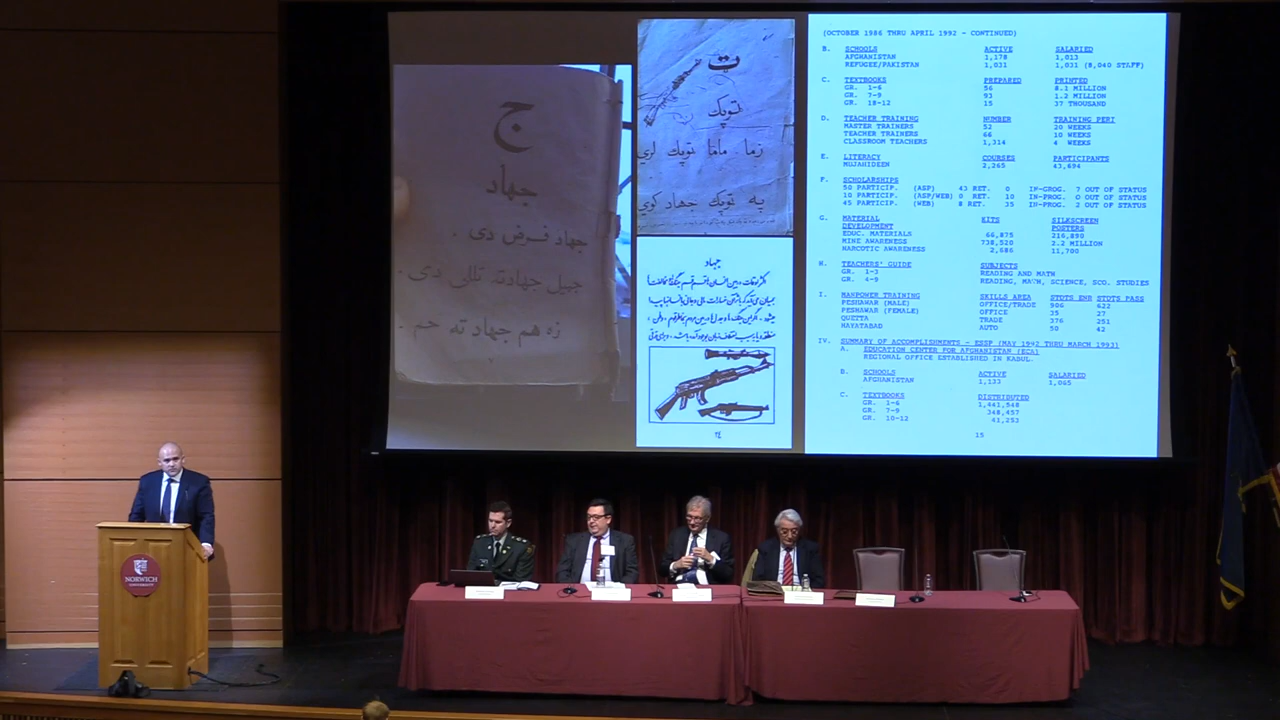 ج
جهاد
جهاد فرض دی .
جبيل جهادته تللی دی .
زه هم جهاد ته حم
ت
توپك
زما ماما توپك لري
په توپك جهاد كوي
جهاد
٢٤
(OCTOBER 1986 THRU APRIL 1992 - CONTINUED)
B. SCHOOLS ACTIVE SALARIED
AFGHANISTAN 1,178 1,013
REFUGEE/PAKISTAN 1,031 1,031 (8,040 STAFF)
C. TEXTBOOKS PREPARED PRINTED
GR. 1-6 56 8.1 MILLION
GR. 7-9 93 1.2 MILLION
GR. 10-12 15 37 THOUSAND
D. TEACHER TRAINING NUMBER TRAINING PERI
MASTER TRAINERS 52 20 WEEKS
TEACHER TRAINERS 66 10 WEEKS
CLASSROOM TEACHERS 1,314 4 WEEKS
E. LITERACY COURSES PARTICIPANTS
MUJAHIDEEN 2,265 43,694
F. SCHOLARSHIPS
50 PARTICIP. (ASP) 43 RET. 0 IN-PROG. 7 OUT OF STATUS
10 PARTICIP. (ASP/WEB) 0 RET. 10 IN-PROG. 0 OUT OF STATUS
45 PARTICIP. (WEB) 8 RET. 35 IN-PROG. 2 OUT OF STATUS
G. MATERIAL DEVELOPMENT KITS SILKSCREEN POSTERS
EDUC. MATERIALS 66,875 216,890
MINE AWARENESS 738,520 2.2 MILLION
NARCOTIC AWARENESS 2,686 11,700
H. TEACHERS' GUIDE SUBJECTS
GR. 1-3 READING AND MATH
GR. 4-9 READING, MATH, SCIENCE, SCO. STUDIES
I. MANPOWER TRAINING SKILLS AREA STDTS ENR STDTS PASS
PESHAWAR (MALE) OFFICE/TRADE 906 622
PESHAWAR (FEMALE) OFFICE 35 27
QUETTA TRADE 376 251
HAYATABAD AUTO 50 42
IV. SUMMARY OF ACCOMPLISHMENTS - ESSP (MAY 1992 THRU MARCH 1993)
A. EDUCATION CENTER FOR AFGHANISTAN (ECA)
REGIONAL OFFICE ESTABLISHED IN KABUL.
B. SCHOOLS ACTIVE SALARIED
AFGHANISTAN 1,133 1,065
C. TEXTBOOKS DISTRIBUTED
GR. 1-6 1,441,548
GR. 7-9 348,457
GR. 10-12 41,253
15
NORWICH
UNIVERSITY